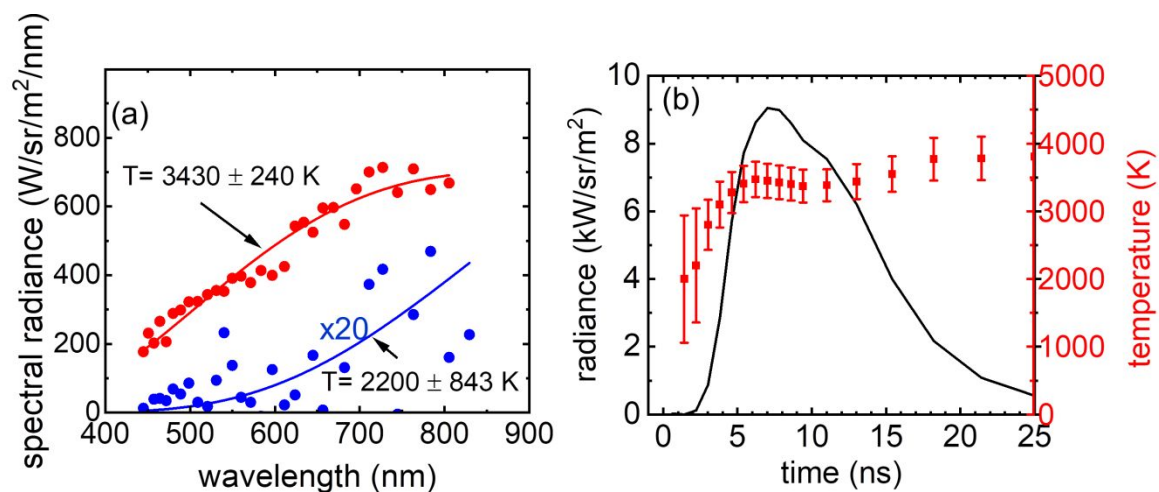 (a)
spectral radiance (W/sr/m²/nm)
800
600
400
200
0
T= 3430 ± 240 K
x20
T= 2200 ± 843 K
400 500 600 700 800 900
wavelength (nm)
(b)
radiance (kW/sr/m²)
10
8
6
4
2
0
0 5 10 15 20 25
time (ns)
5000
4000
3000
2000
1000
0
temperature (K)